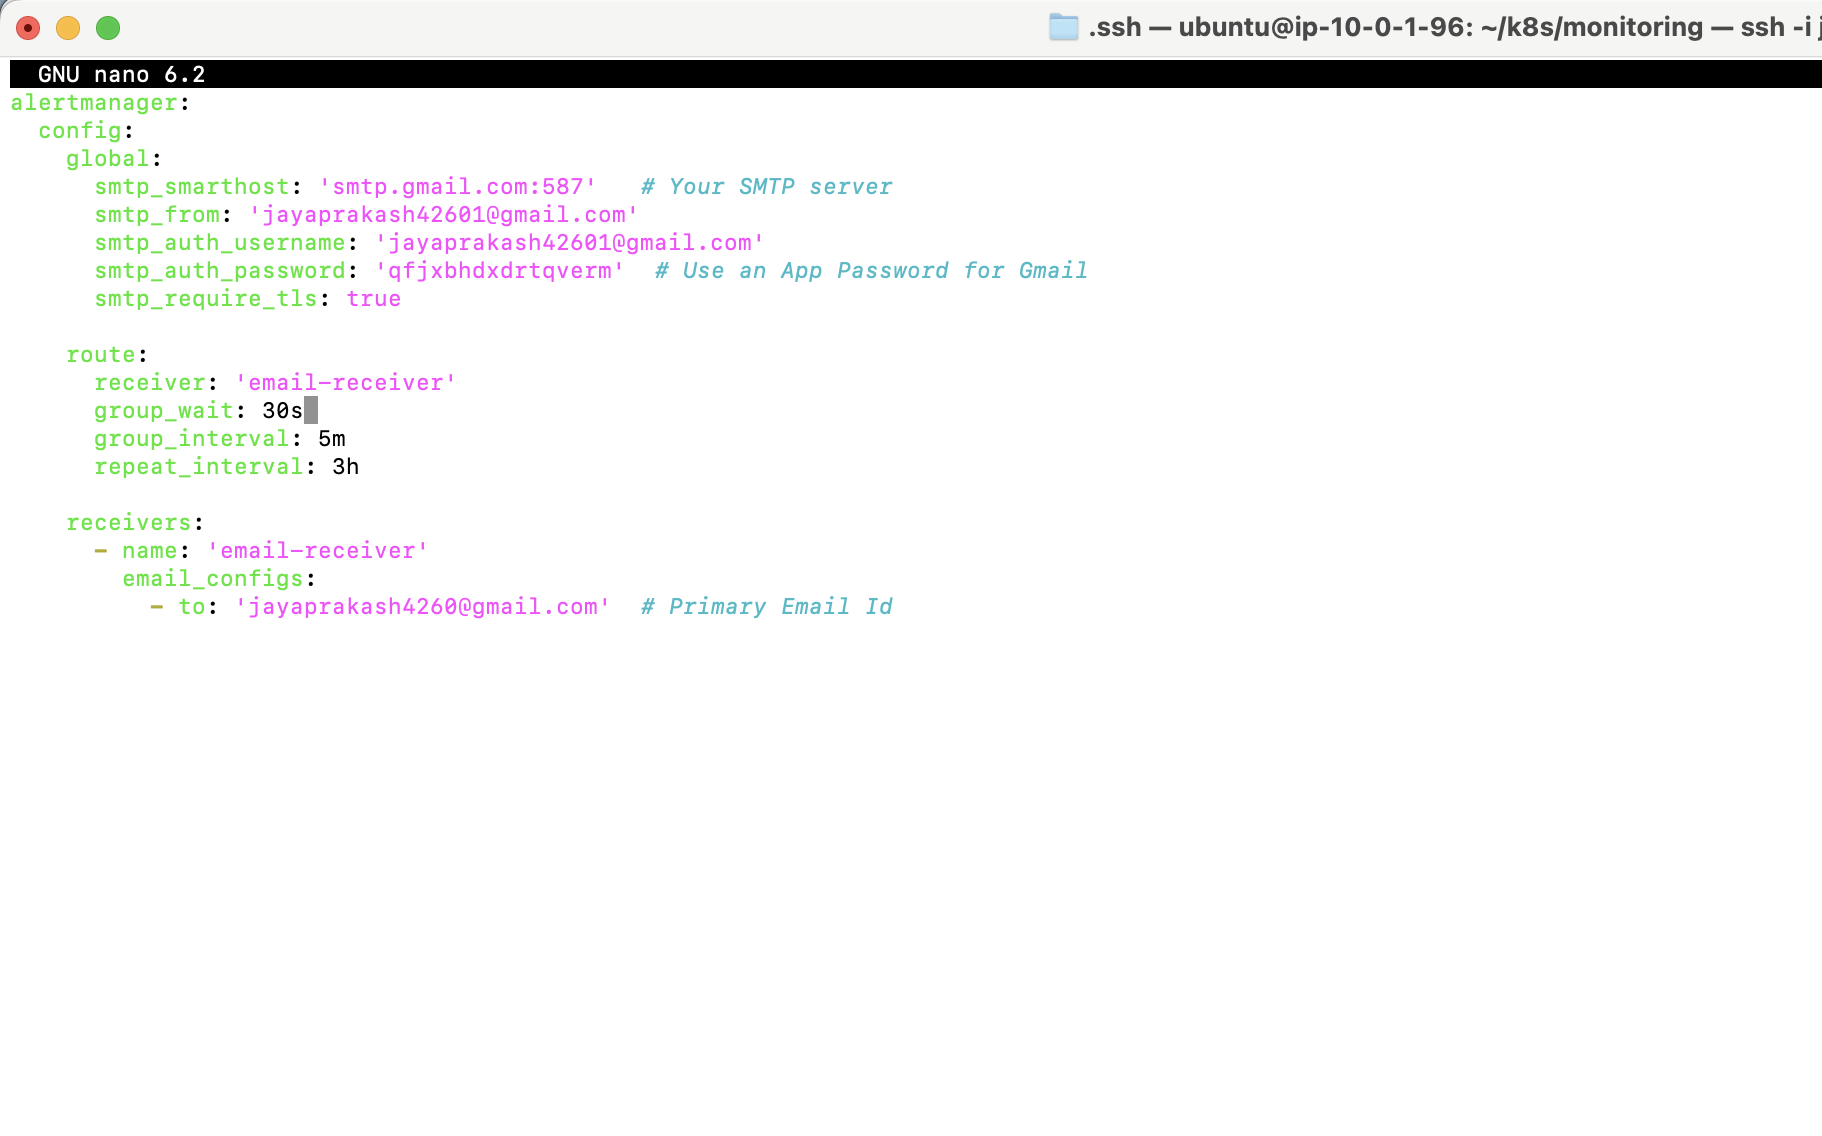 .ssh — ubuntu@ip-10-0-1-96: ~/k8s/monitoring — ssh -i j
GNU nano 6.2
alertmanager:
  config:
    global:
      smtp_smarthost: 'smtp.gmail.com:587'   # Your SMTP server
      smtp_from: 'jayaprakash42601@gmail.com'
      smtp_auth_username: 'jayaprakash42601@gmail.com'
      smtp_auth_password: 'qfjxbhdxdrtqverm'  # Use an App Password for Gmail
      smtp_require_tls: true

    route:
      receiver: 'email-receiver'
      group_wait: 30s
      group_interval: 5m
      repeat_interval: 3h

    receivers:
      - name: 'email-receiver'
        email_configs:
          - to: 'jayaprakash4260@gmail.com'  # Primary Email Id